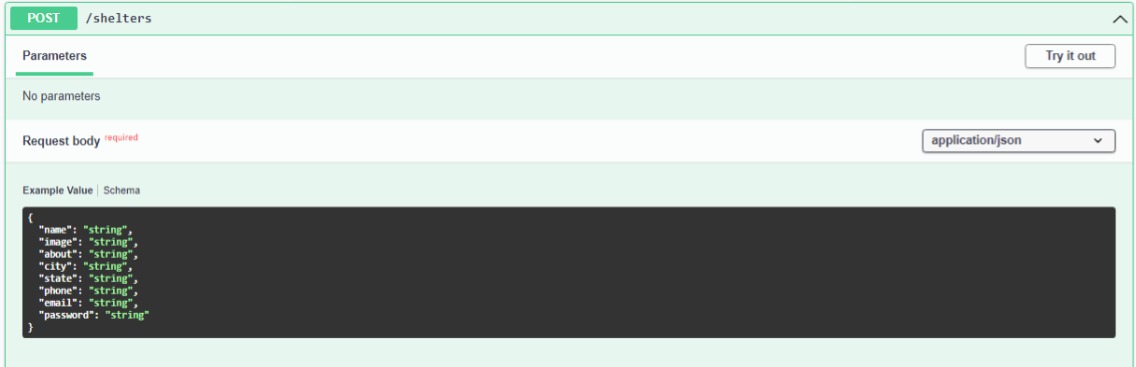 POST /shelters
Parameters
Try it out
No parameters
Request body required
application/json
Example Value | Schema
{
  "name": "string",
  "image": "string",
  "about": "string",
  "city": "string",
  "state": "string",
  "phone": "string",
  "email": "string",
  "password": "string"
}